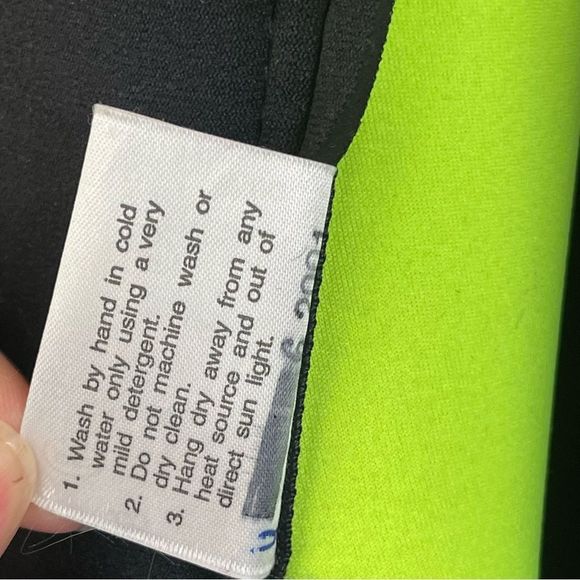 1. Wash by hand in cold
water only using a very
mild detergent.
2. Do not machine wash or
dry clean.
3. Hang dry away from any
heat source and out of
direct sun light.